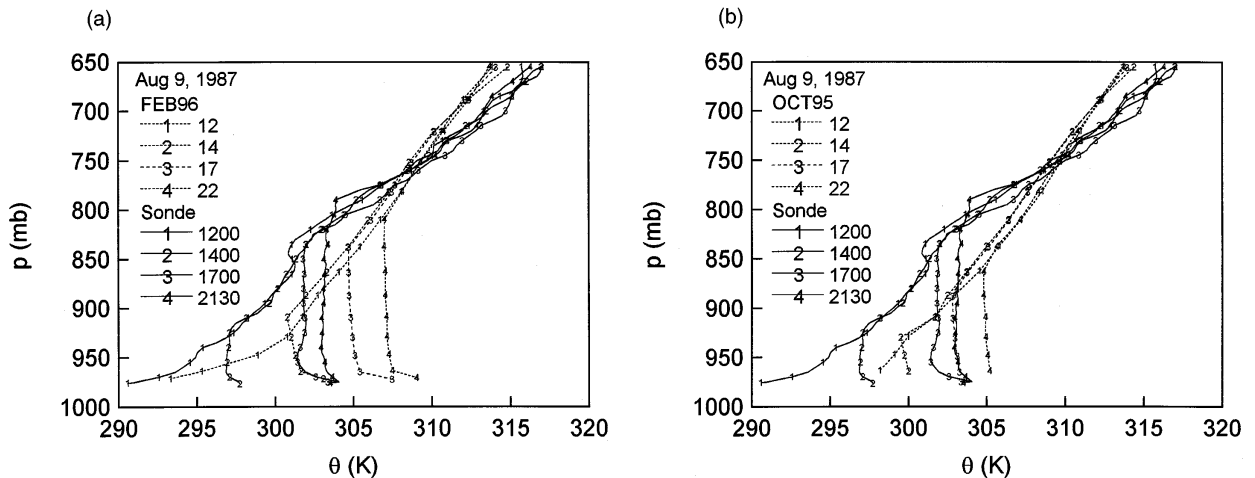 (a)
650
700
750
800
850
900
950
1000
p (mb)
Aug 9, 1987
FEB96
1 12
2 14
3 17
4 22
Sonde
1 1200
2 1400
3 1700
4 2130
290 295 300 305 310 315 320
θ (K)
(b)
650
700
750
800
850
900
950
1000
p (mb)
Aug 9, 1987
OCT95
1 12
2 14
3 17
4 22
Sonde
1 1200
2 1400
3 1700
4 2130
290 295 300 305 310 315 320
θ (K)